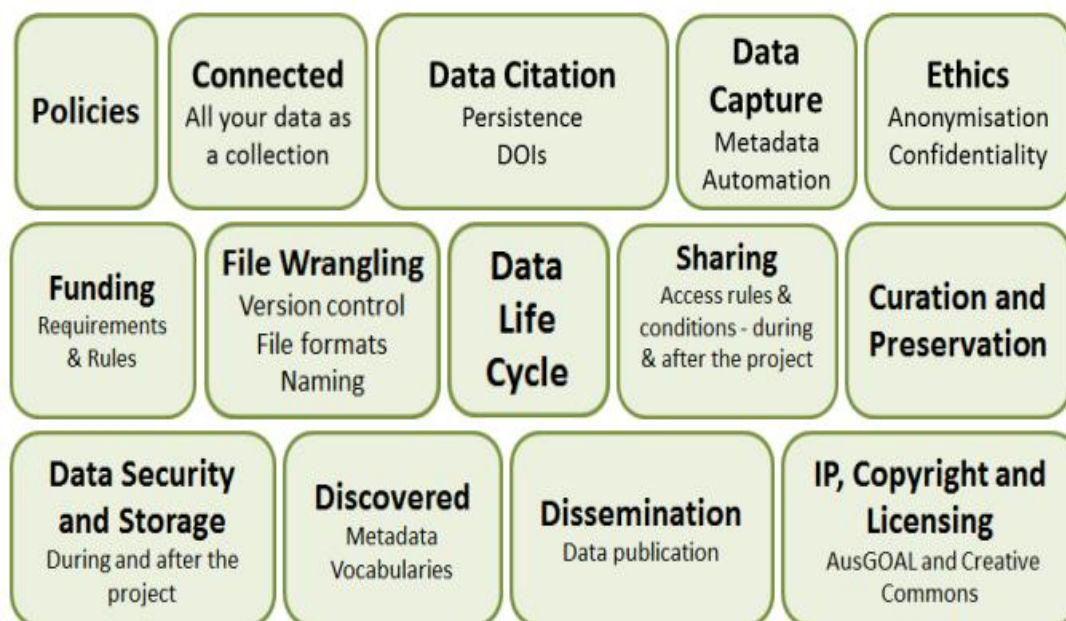 Policies
Connected
All your data as
a collection
Data Citation
Persistence
DOIs
Data
Capture
Metadata
Automation
Ethics
Anonymisation
Confidentiality
Funding
Requirements
& Rules
File Wrangling
Version control
File formats
Naming
Data
Life
Cycle
Sharing
Access rules &
conditions - during
& after the project
Curation and
Preservation
Data Security
and Storage
During and after the
project
Discovered
Metadata
Vocabularies
Dissemination
Data publication
IP, Copyright and
Licensing
AusGOAL and Creative
Commons